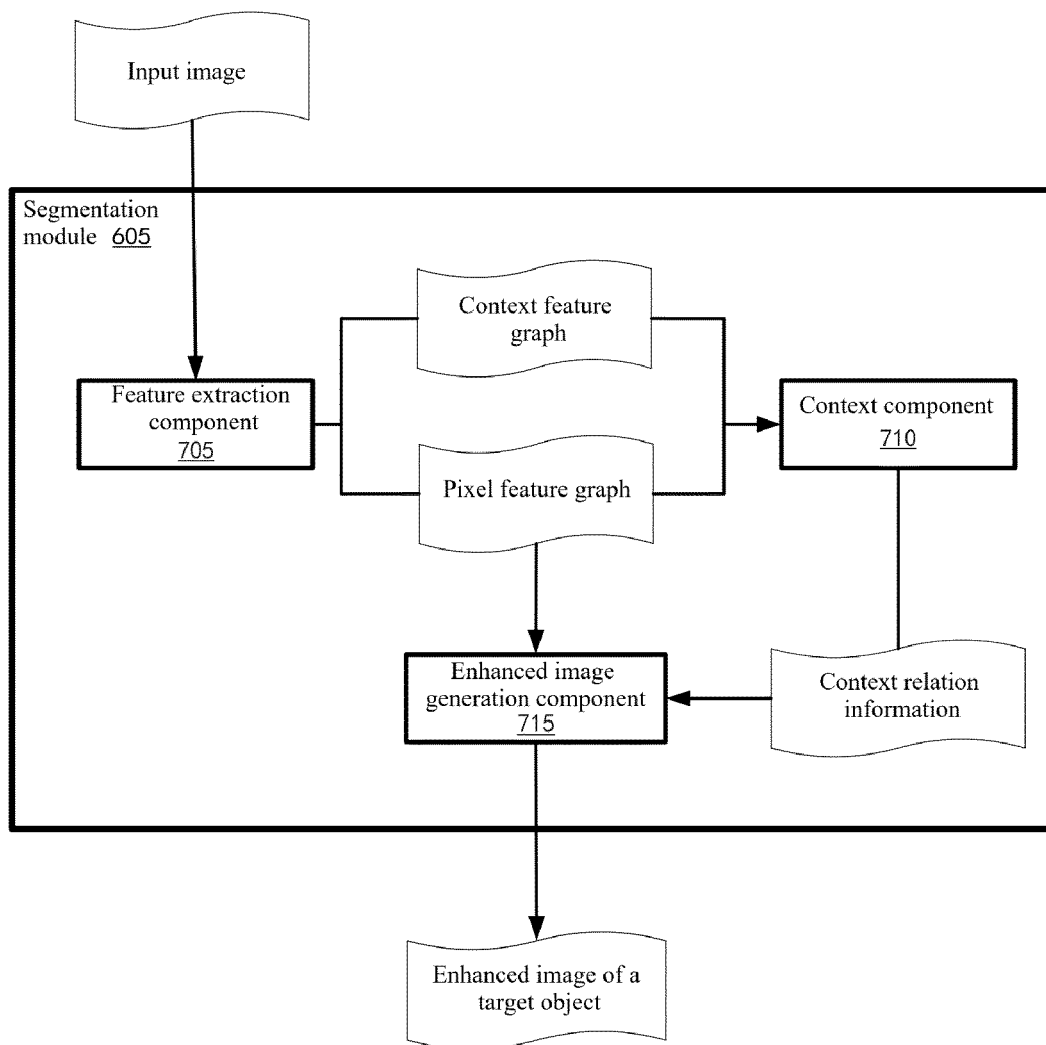 Input image
Segmentation
module 605
Context feature
graph
Feature extraction
component
705
Context component
710
Pixel feature graph
Enhanced image
generation component
715
Context relation
information
Enhanced image of a
target object